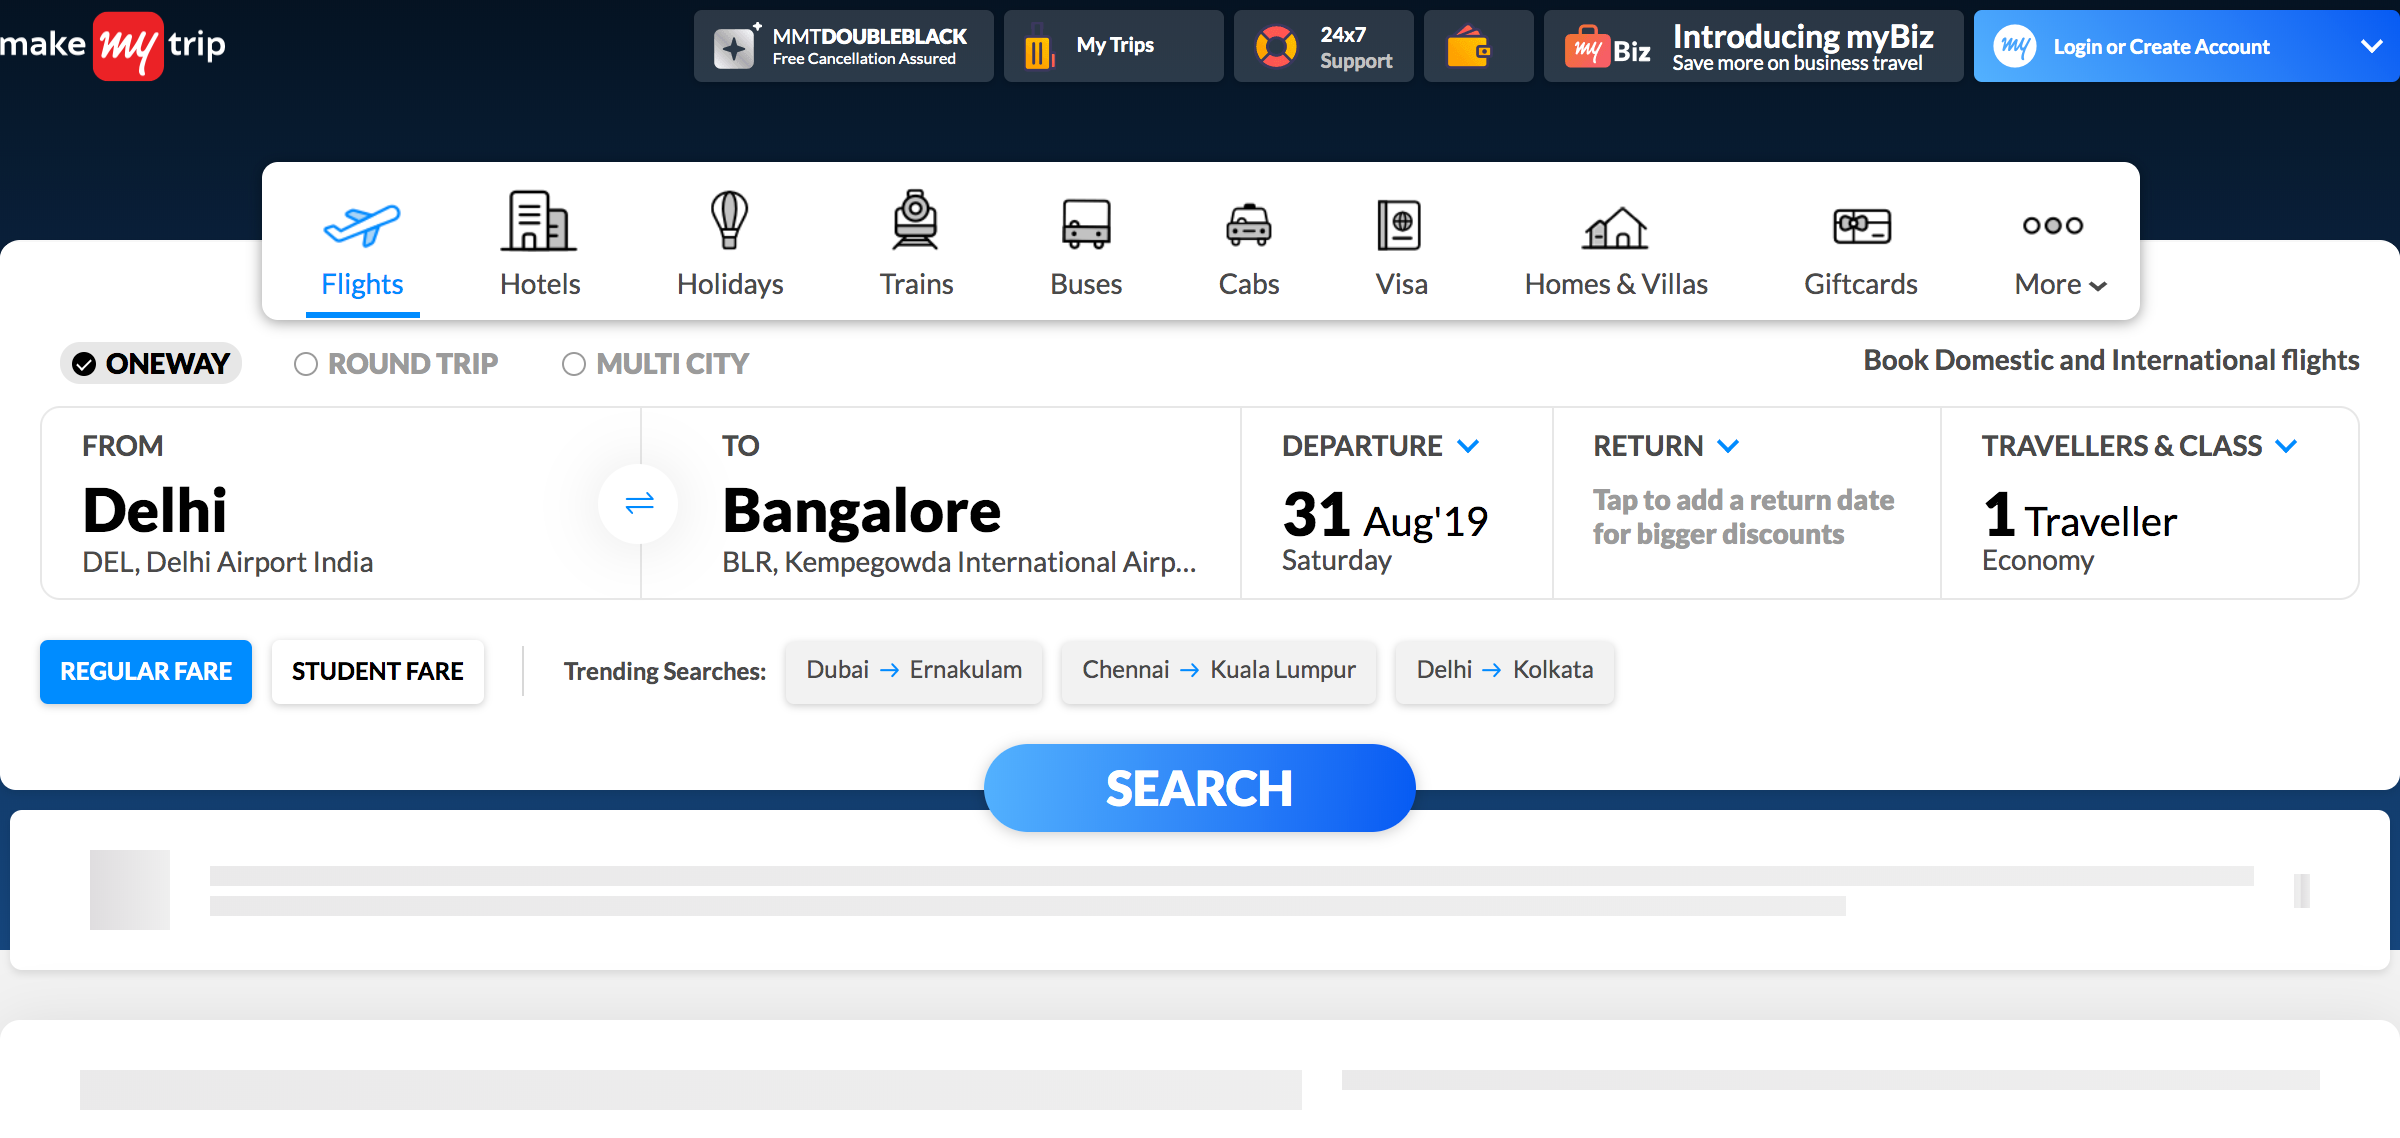 make my trip
MMTDOUBLEBLACK
Free Cancellation Assured
My Trips
24x7
Support
my Biz
Introducing myBiz
Save more on business travel
my
Login or Create Account
Flights
Hotels
Holidays
Trains
Buses
Cabs
Visa
Homes & Villas
Giftcards
More
ONEWAY
ROUND TRIP
MULTI CITY
Book Domestic and International flights
FROM
Delhi
DEL, Delhi Airport India
TO
Bangalore
BLR, Kempegowda International Airp...
DEPARTURE
31 Aug'19
Saturday
RETURN
Tap to add a return date
for bigger discounts
TRAVELLERS & CLASS
1 Traveller
Economy
REGULAR FARE
STUDENT FARE
Trending Searches:
Dubai → Ernakulam
Chennai → Kuala Lumpur
Delhi → Kolkata
SEARCH